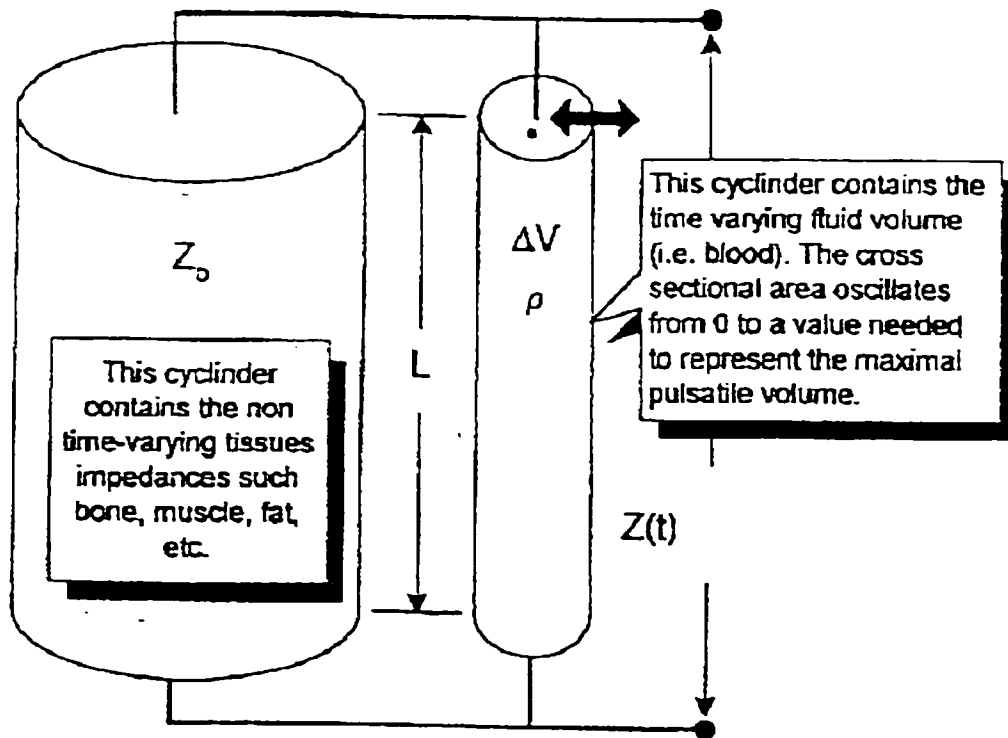 Z₀
This cyclinder
contains the non
time-varying tissues
impedances such
bone, muscle, fat,
etc.
L
ΔV
ρ
This cyclinder contains the
time varying fluid volume
(i.e. blood). The cross
sectional area oscillates
from 0 to a value needed
to represent the maximal
pulsatile volume.
Z(t)